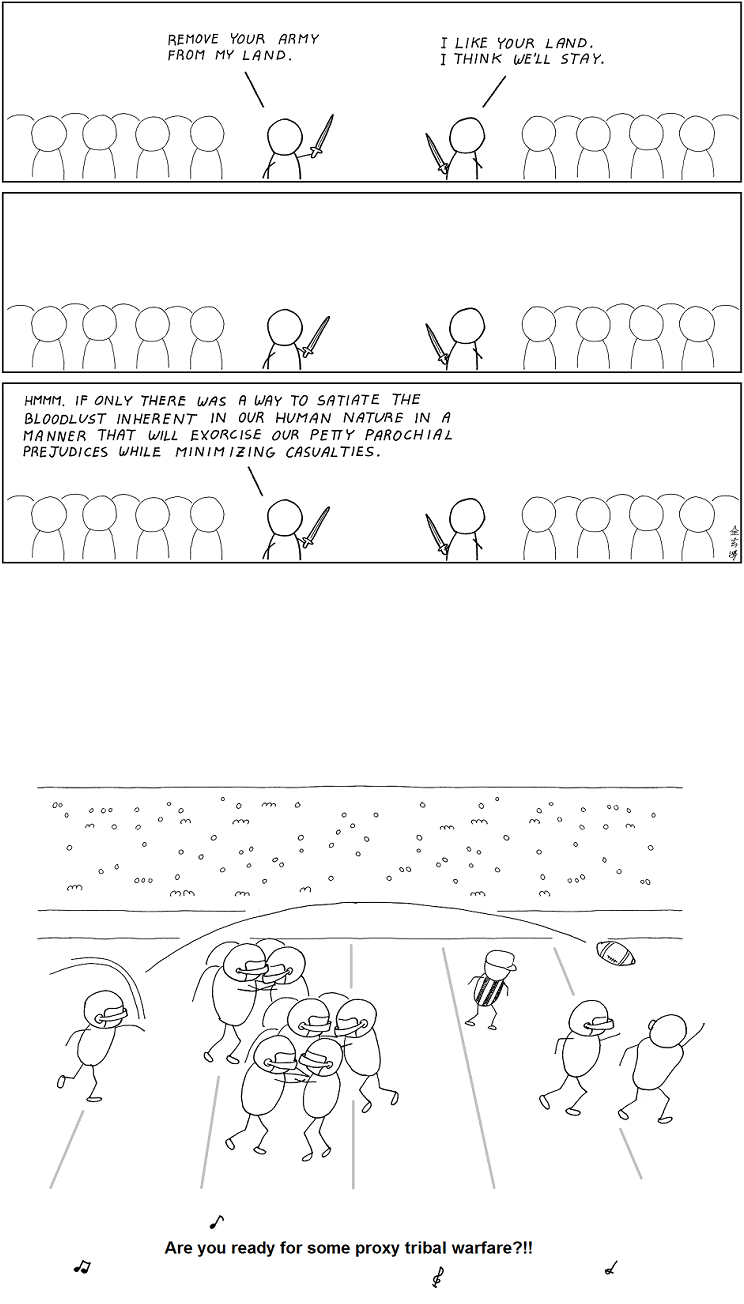 REMOVE YOUR ARMY
FROM MY LAND.
I LIKE YOUR LAND.
I THINK WE'LL STAY.
HMMM. IF ONLY THERE WAS A WAY TO SATIATE THE
BLOODLUST INHERENT IN OUR HUMAN NATURE IN A
MANNER THAT WILL EXORCISE OUR PETTY PAROCHIAL
PREJUDICES WHILE MINIMIZING CASUALTIES.
Are you ready for some proxy tribal warfare?!!